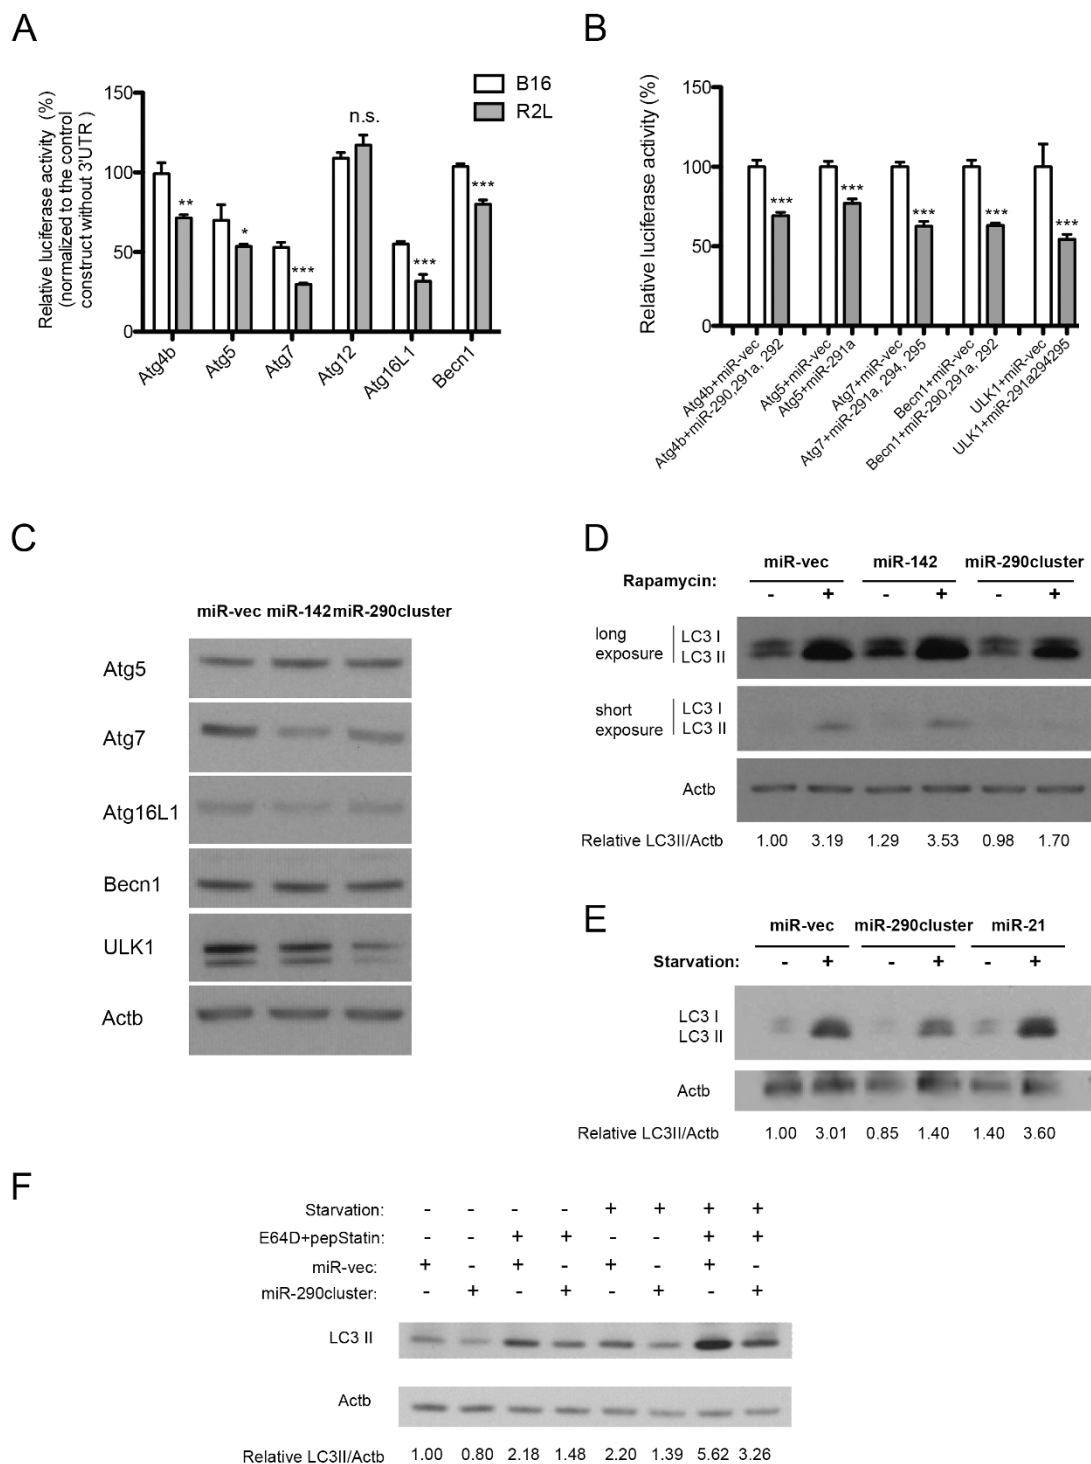 A
Relative luciferase activity (%)
(normalized to the control
construct without 3'UTR )
150
100
50
0
B16
R2L
** * *** n.s. *** ***
Atg4b Atg5 Atg7 Atg12 Atg16L1 Becn1
B
Relative luciferase activity (%)
150
100
50
0
*** *** *** *** ***
Atg4b+miR-vec
Atg4b+miR-290,291a, 292
Atg5+miR-vec
Atg5+miR-291a
Atg7+miR-vec
Atg7+miR-291a, 294, 295
Becn1+miR-vec
Becn1+miR-290,291a, 292
ULK1+miR-vec
ULK1+miR-291a294295
C
miR-vec miR-142 miR-290cluster
Atg5
Atg7
Atg16L1
Becn1
ULK1
Actb
D
miR-vec miR-142 miR-290cluster
Rapamycin: - + - + - +
long
exposure
LC3 I
LC3 II
short
exposure
LC3 I
LC3 II
Actb
Relative LC3II/Actb 1.00 3.19 1.29 3.53 0.98 1.70
E
miR-vec miR-290cluster miR-21
Starvation: - + - + - +
LC3 I
LC3 II
Actb
Relative LC3II/Actb 1.00 3.01 0.85 1.40 1.40 3.60
F
Starvation: - - - - + + + +
E64D+pepStatin: - - + + - - + +
miR-vec: + - + - + - + -
miR-290cluster: - + - + - + - +
LC3 II
Actb
Relative LC3II/Actb 1.00 0.80 2.18 1.48 2.20 1.39 5.62 3.26